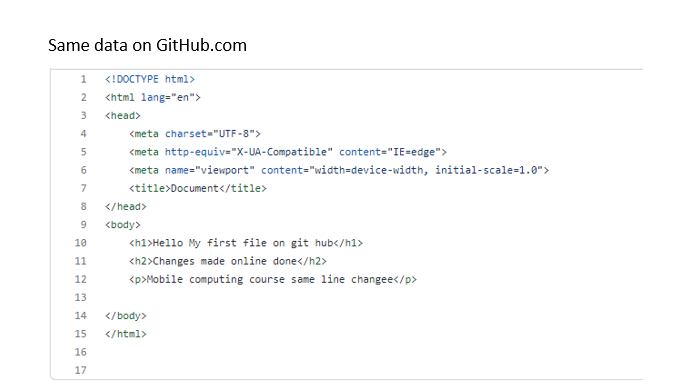 Same data on GitHub.com
1 <!DOCTYPE html>
2 <html lang="en">
3 <head>
4 <meta charset="UTF-8">
5 <meta http-equiv="X-UA-Compatible" content="IE=edge">
6 <meta name="viewport" content="width=device-width, initial-scale=1.0">
7 <title>Document</title>
8 </head>
9 <body>
10 <h1>Hello My first file on git hub</h1>
11 <h2>Changes made online done</h2>
12 <p>Mobile computing course same line changee</p>
13
14 </body>
15 </html>
16
17